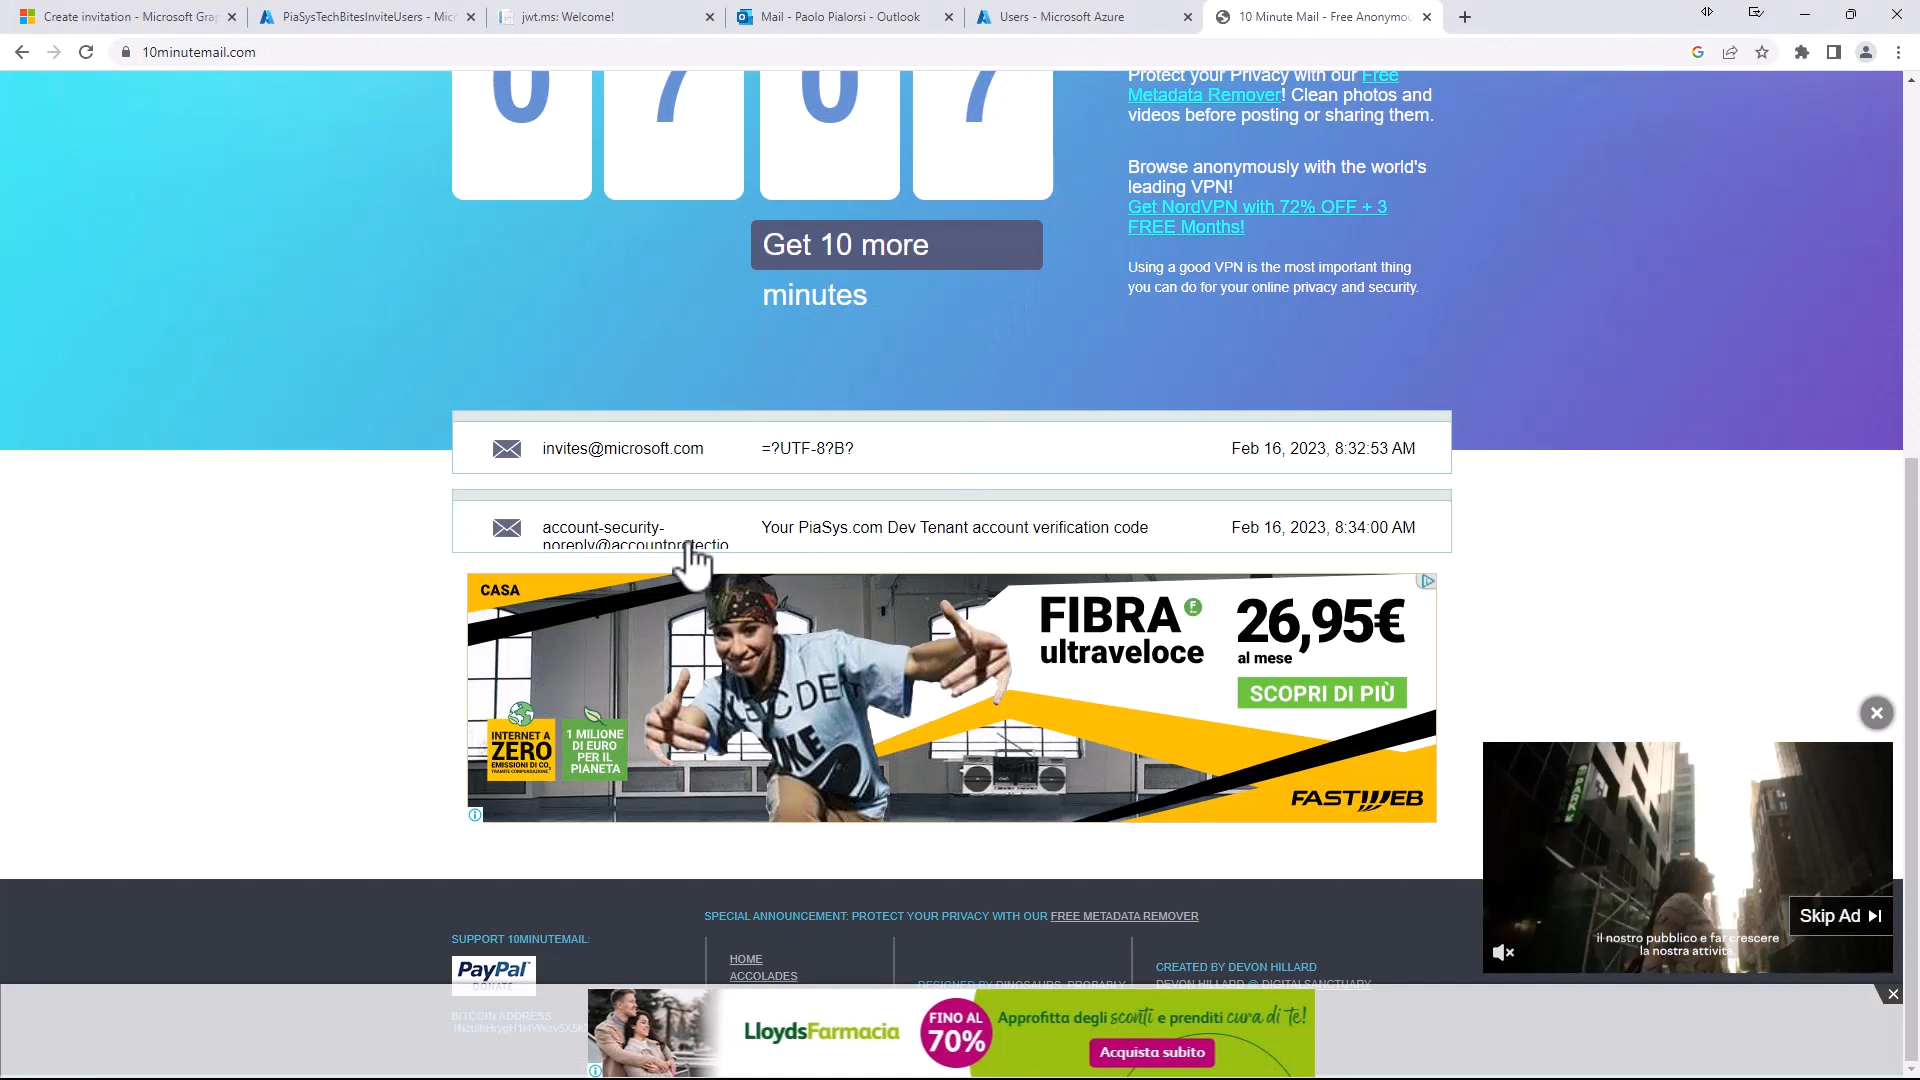 Create invitation - Microsoft Gra
PiaSysTechBitesInviteUsers - Mic
jwt.ms: Welcome!
Mail - Paolo Pialorsi - Outlook
Users - Microsoft Azure
10 Minute Mail - Free Anonymo
10minutemail.com
0 7 0 7
Protect your Privacy with our Free
Metadata Remover! Clean photos and
videos before posting or sharing them.
Browse anonymously with the world's
leading VPN!
Get NordVPN with 72% OFF + 3
FREE Months!
Using a good VPN is the most important thing
you can do for your online privacy and security.
Get 10 more
minutes
invites@microsoft.com =?UTF-8?B? Feb 16, 2023, 8:32:53 AM
account-security- Your PiaSys.com Dev Tenant account verification code Feb 16, 2023, 8:34:00 AM
noreply@accountprotectio
CASA
FIBRA
ultraveloce
26,95€
al mese
SCOPRI DI PIÙ
INTERNET A
ZERO
EMISSIONI DI CO2
1 MILIONE
DI EURO
PER IL
PIANETA
FASTWEB
il nostro pubblico e far crescere
la nostra attività.
Skip Ad
SPECIAL ANNOUNCEMENT: PROTECT YOUR PRIVACY WITH OUR FREE METADATA REMOVER
SUPPORT 10MINUTEMAIL:
PayPal
DONATE
BITCOIN ADDRESS:
HOME
ACCOLADES
DESIGNED BY DINOSAURS, PROBABLY
CREATED BY DEVON HILLARD
DEVON HILLARD @ DIGITALSANCTUARY
LloydsFarmacia
FINO AL
70%
Approfitta degli sconti e prenditi cura di te!
Acquista subito